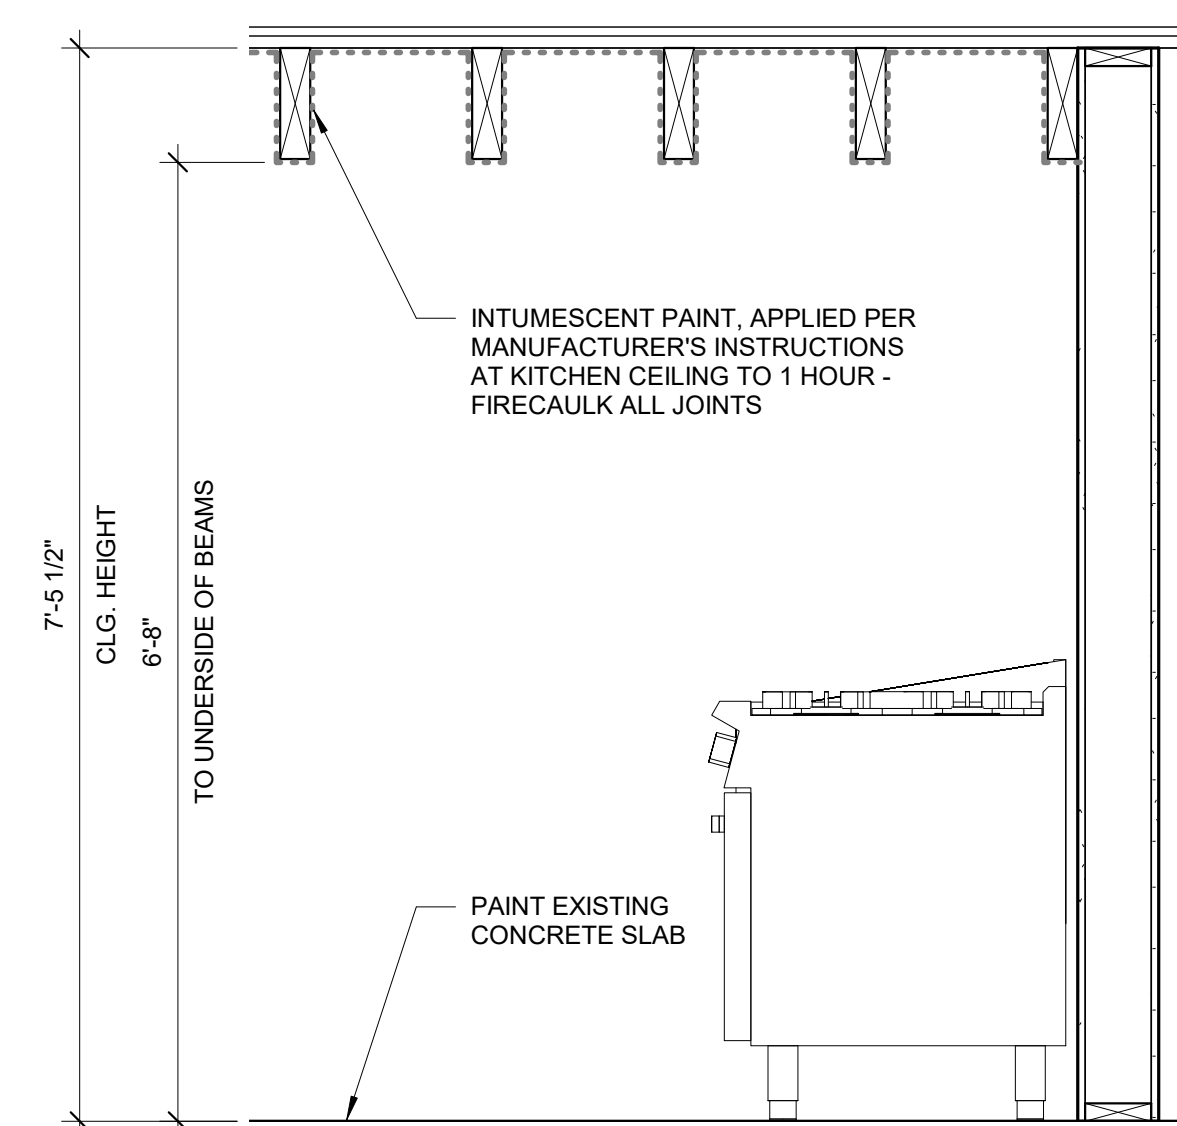 INTUMESCENT PAINT, APPLIED PER
MANUFACTURER'S INSTRUCTIONS
AT KITCHEN CEILING TO 1 HOUR -
FIRECAULK ALL JOINTS
7'-5 1/2"
CLG. HEIGHT
6'-8"
TO UNDERSIDE OF BEAMS
PAINT EXISTING
CONCRETE SLAB